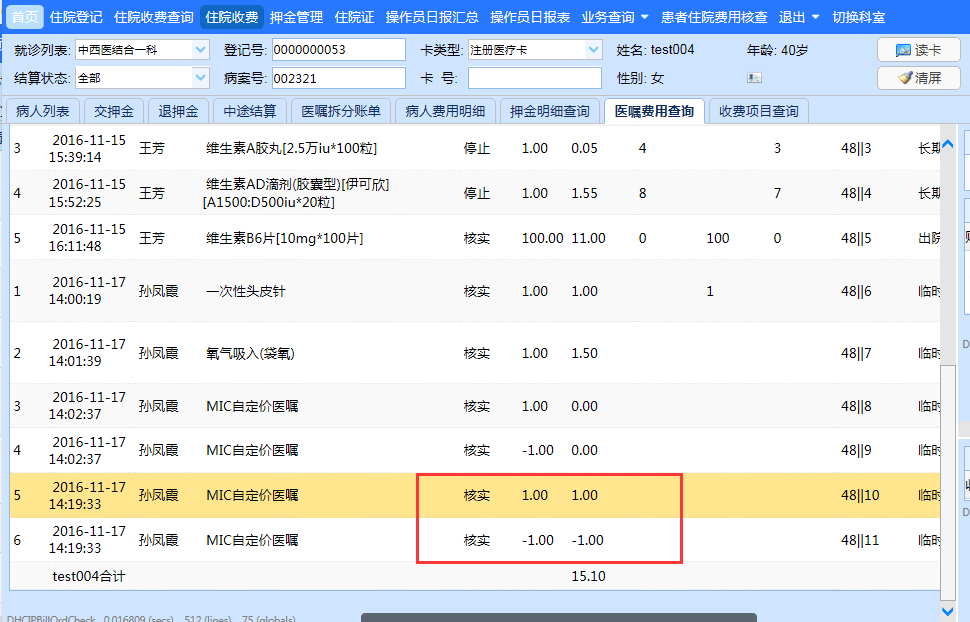 首页 住院登记 住院收费查询 住院收费 押金管理 住院证 操作员日报汇总 操作员日报表 业务查询 患者住院费用核查 退出 切换科室
就诊列表: 中西医结合一科 登记号: 0000000053 卡类型: 注册医疗卡 姓名: test004 年龄: 40岁 读卡
结算状态: 全部 病案号: 002321 卡 号: 性别: 女 清屏
病人列表 交押金 退押金 中途结算 医嘱拆分账单 病人费用明细 押金明细查询 医嘱费用查询 收费项目查询
3 2016-11-15 15:39:14 王芳 维生素A胶丸[2.5万iu*100粒] 停止 1.00 0.05 4 3 48||3 长期
4 2016-11-15 15:52:25 王芳 维生素AD滴剂(胶囊型)[伊可欣][A1500:D500iu*20粒] 停止 1.00 1.55 8 7 48||4 长期
5 2016-11-15 16:11:48 王芳 维生素B6片[10mg*100片] 核实 100.00 11.00 0 100 0 48||5 出院
1 2016-11-17 14:00:19 孙凤霞 一次性头皮针 核实 1.00 1.00 1 48||6 临时
2 2016-11-17 14:01:39 孙凤霞 氧气吸入(袋氧) 核实 1.00 1.50 48||7 临时
3 2016-11-17 14:02:37 孙凤霞 MIC自定价医嘱 核实 1.00 0.00 48||8 临时
4 2016-11-17 14:02:37 孙凤霞 MIC自定价医嘱 核实 -1.00 0.00 48||9 临时
5 2016-11-17 14:19:33 孙凤霞 MIC自定价医嘱 核实 1.00 1.00 48||10 临时
6 2016-11-17 14:19:33 孙凤霞 MIC自定价医嘱 核实 -1.00 -1.00 48||11 临时
test004合计 15.10
DHCIPBillOrdCheck 0.016809 (secs) 512 (lines) 75 (globals)